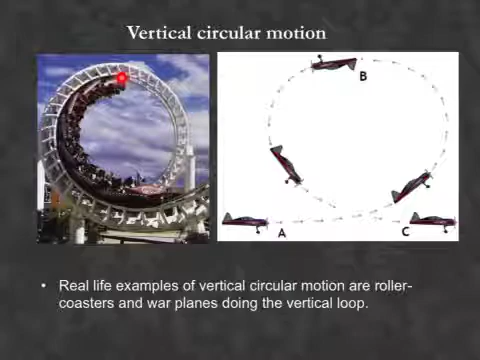 Vertical circular motion
B
A
C
• Real life examples of vertical circular motion are roller-
coasters and war planes doing the vertical loop.